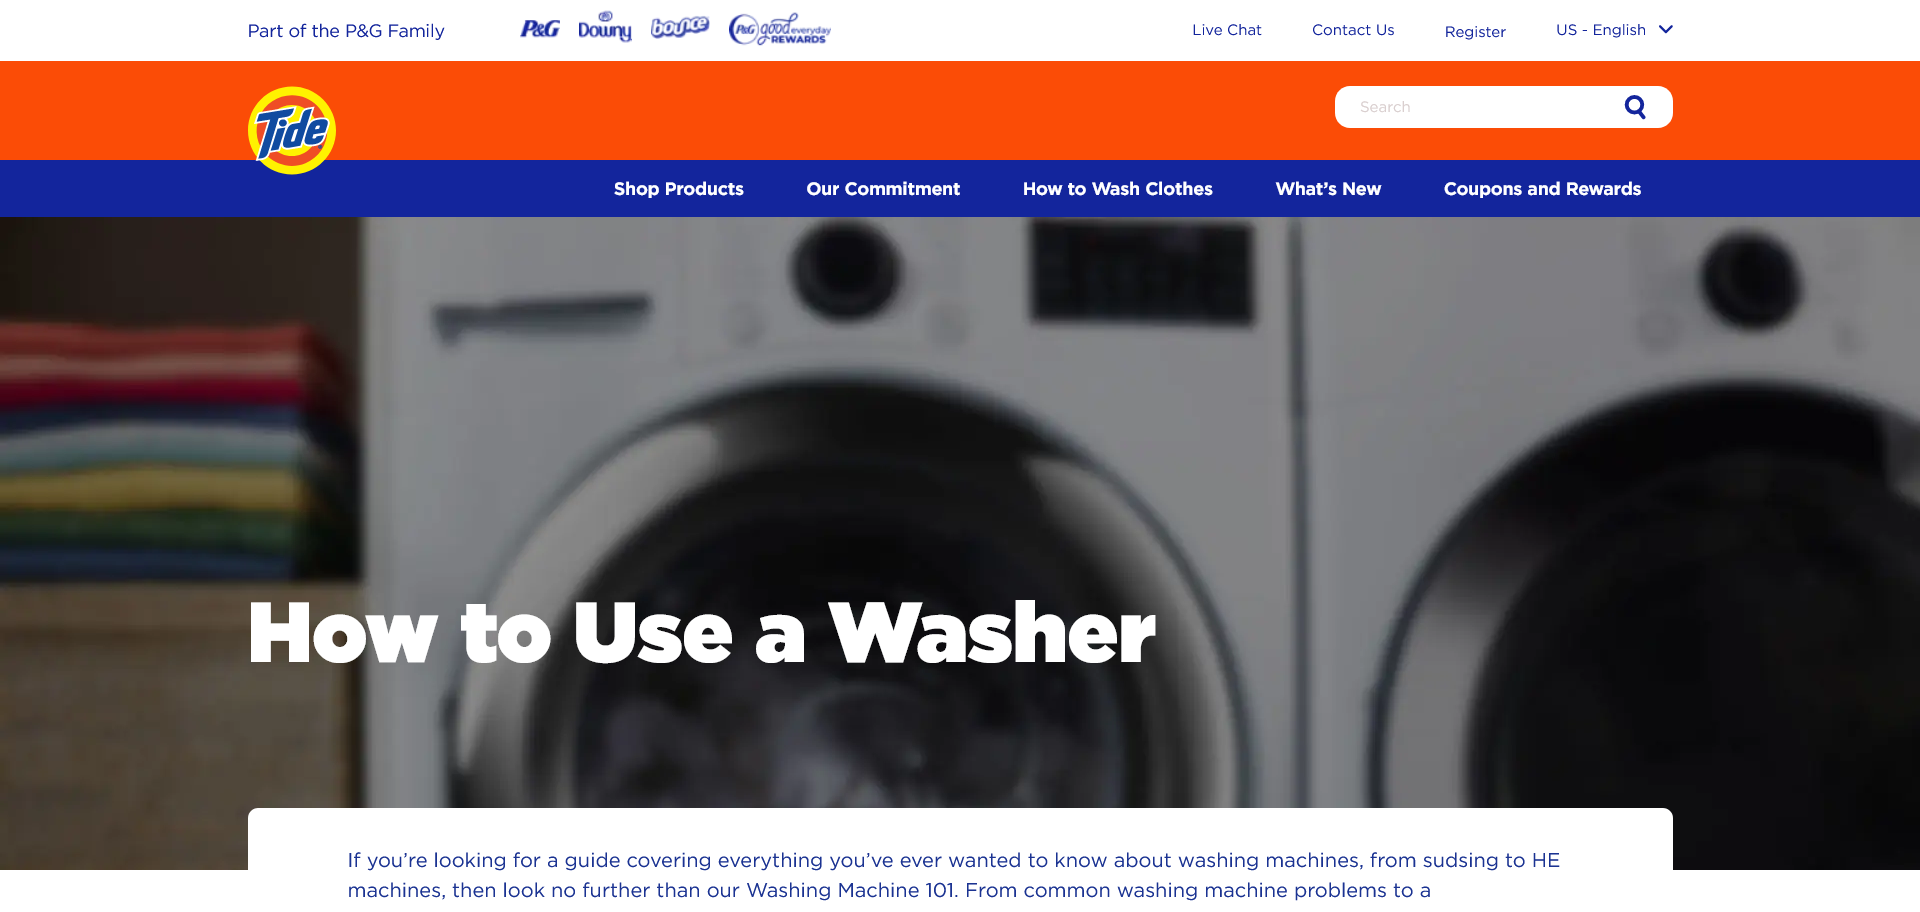 Part of the P&G Family
P&G
Downy
bounce
P&G good everyday
REWARDS
Live Chat
Contact Us
Register
US - English
Tide
Search
Shop Products
Our Commitment
How to Wash Clothes
What's New
Coupons and Rewards
How to Use a Washer
If you're looking for a guide covering everything you've ever wanted to know about washing machines, from sudsing to HE
machines, then look no further than our Washing Machine 101. From common washing machine problems to a